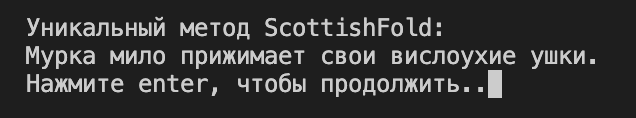 Уникальный метод ScottishFold:
Мурка мило прижимает свои вислоухие ушки.
Нажмите enter, чтобы продолжить..